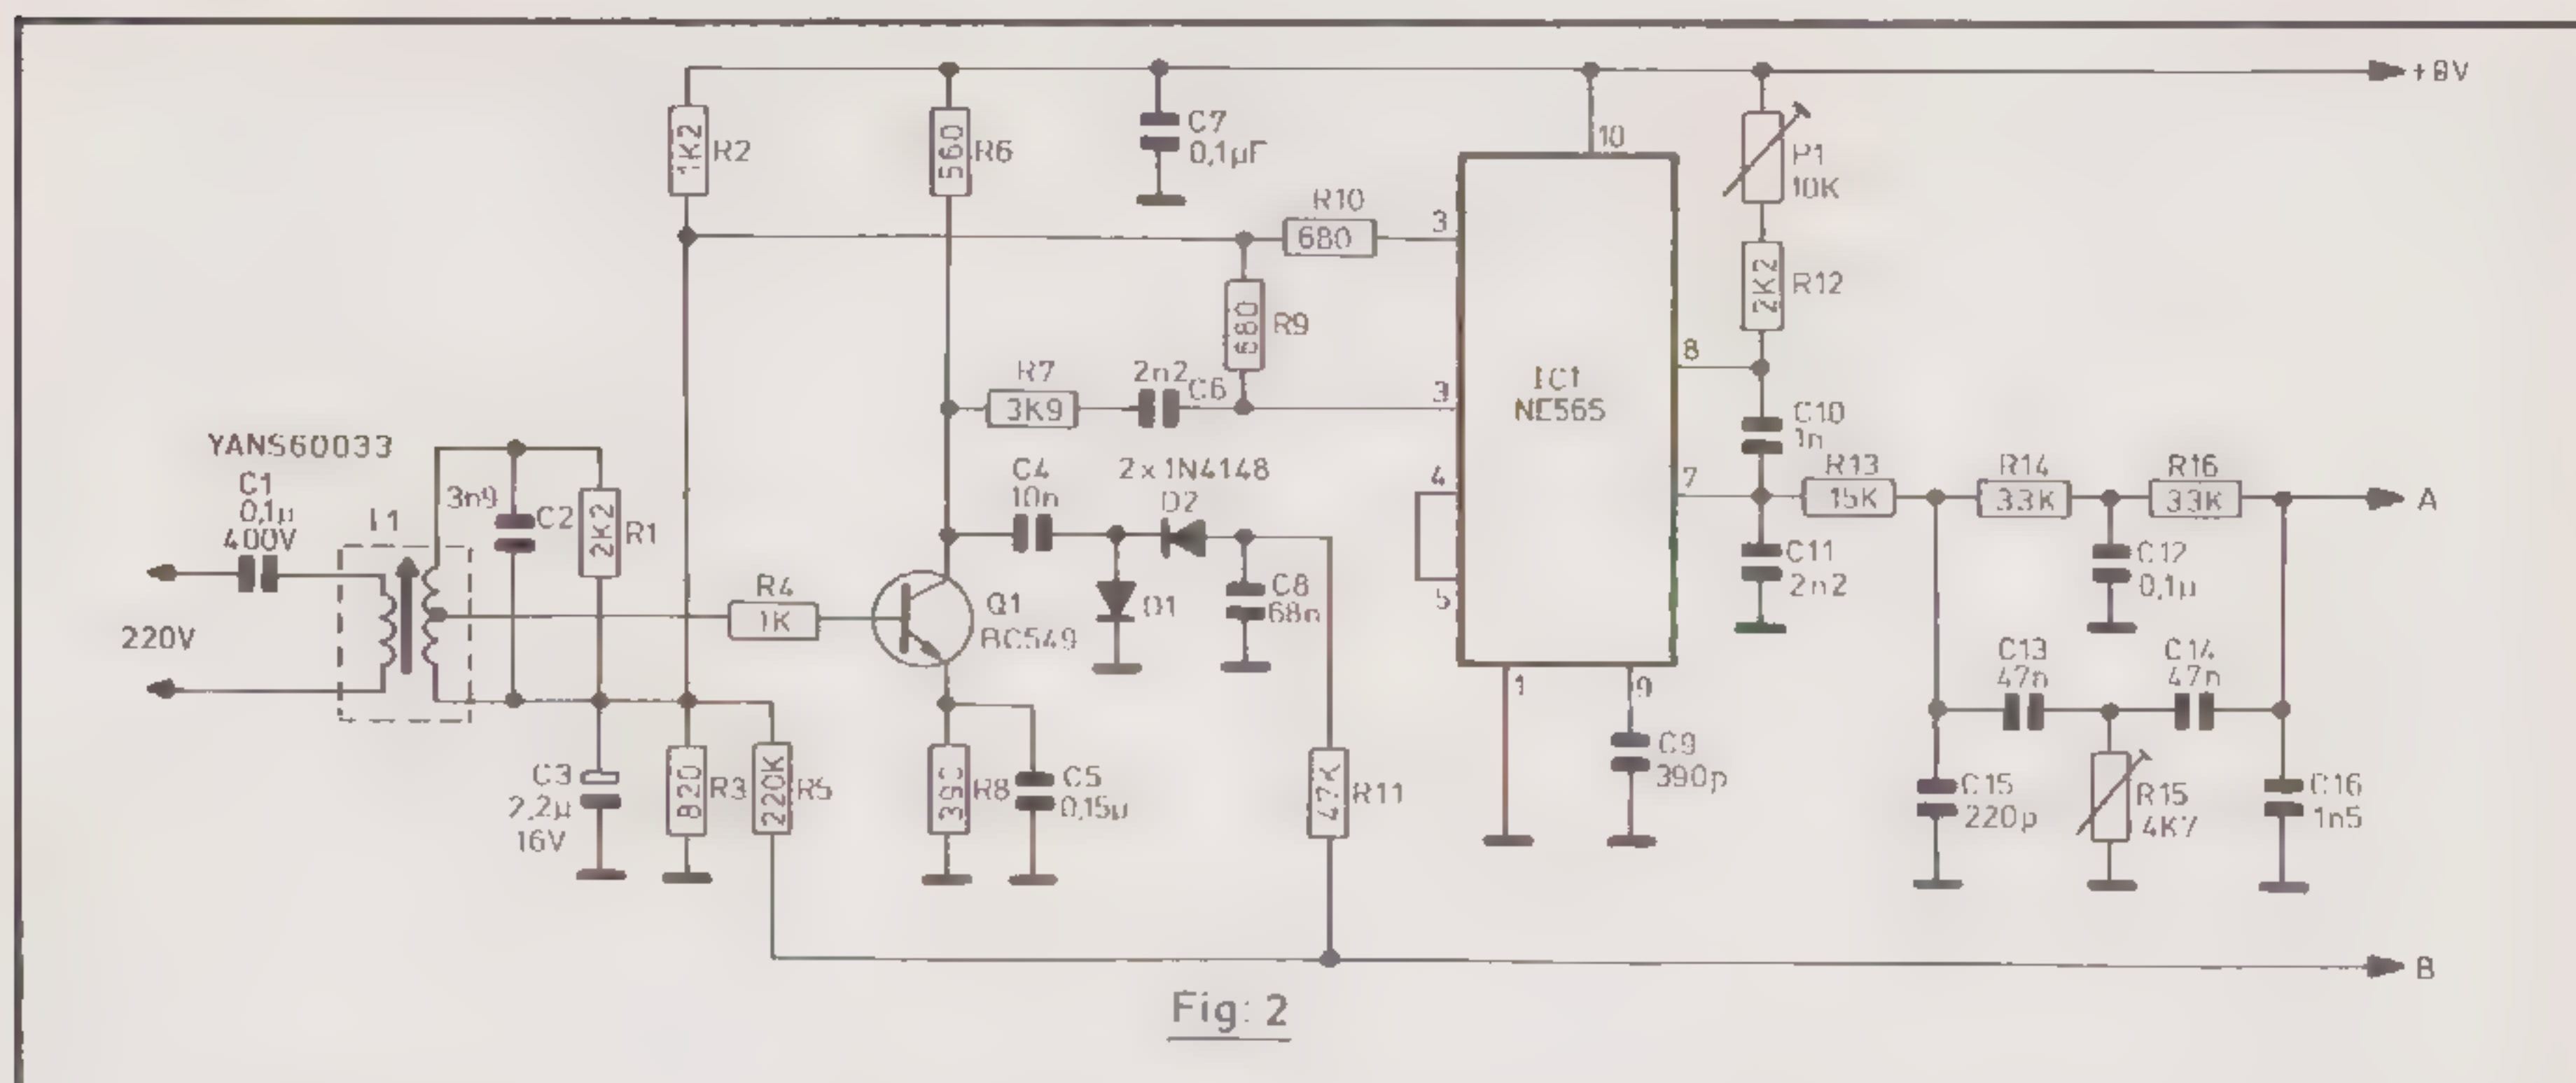 +8V
1K2
R2
560
R6
C7
0,1µF
10
P1
10K
R10
680
3
2K2
R12
680
R9
8
R7
3K9
2n2
C6
3
IC1
NE565
C10
1n
YANS60033
C1
0,1µ
400V
L1
3n9
C2
2K2
R1
C4
10n
2x1N4148
D2
4
7
R13
15K
R14
33K
R16
33K
A
C11
2n2
C12
0,1µ
220V
R4
1K
Q1
BC549
D1
C8
68n
5
1
9
C13
47n
C14
47n
C3
2,2µ
16V
820
R3
220K
R5
R8
C5
0,15µ
47K
R11
C9
390p
C15
220p
R15
4K7
C16
1n5
B
Fig: 2